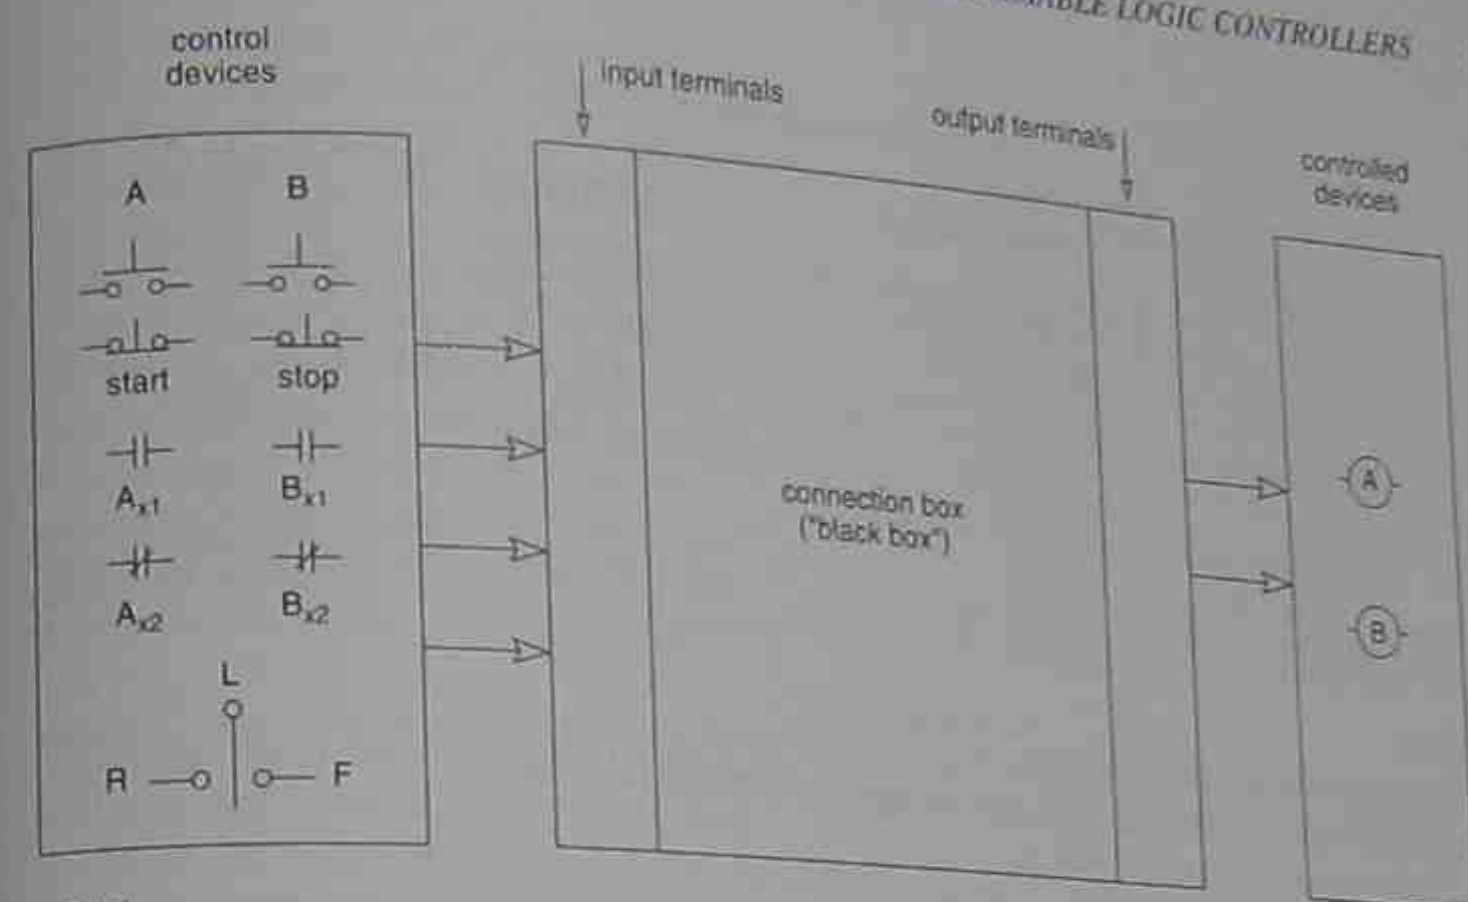 LOGIC CONTROLLERS
control
devices
input terminals
output terminals
controlled
devices
A B
start stop
Ax1 Bx1
Ax2 Bx2
L
R F
connection box
("black box")
A
B